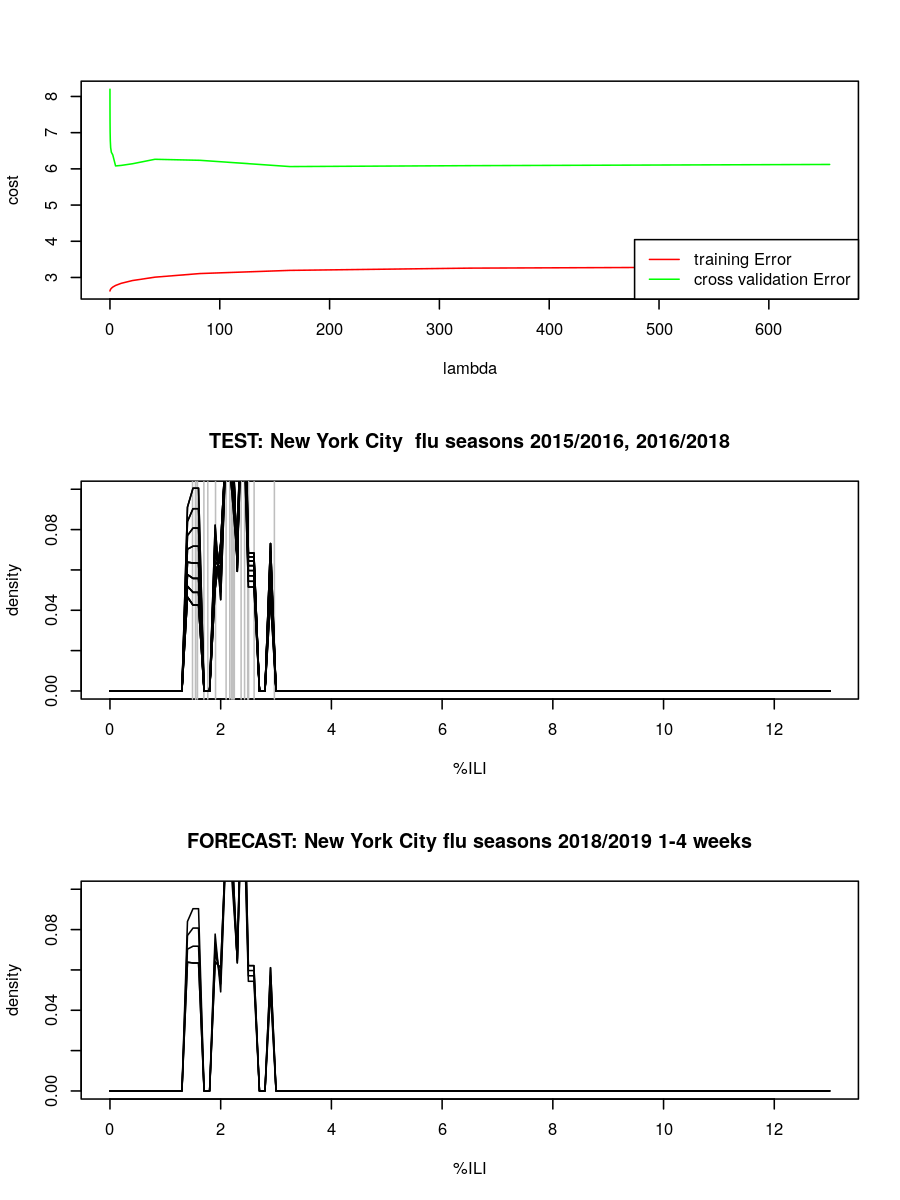 8
7
6
5
4
3
cost
training Error
cross validation Error
0 100 200 300 400 500 600
lambda
TEST: New York City  flu seasons 2015/2016, 2016/2018
0.08
0.04
0.00
density
0 2 4 6 8 10 12
%ILI
FORECAST: New York City flu seasons 2018/2019 1-4 weeks
0.08
0.04
0.00
density
0 2 4 6 8 10 12
%ILI